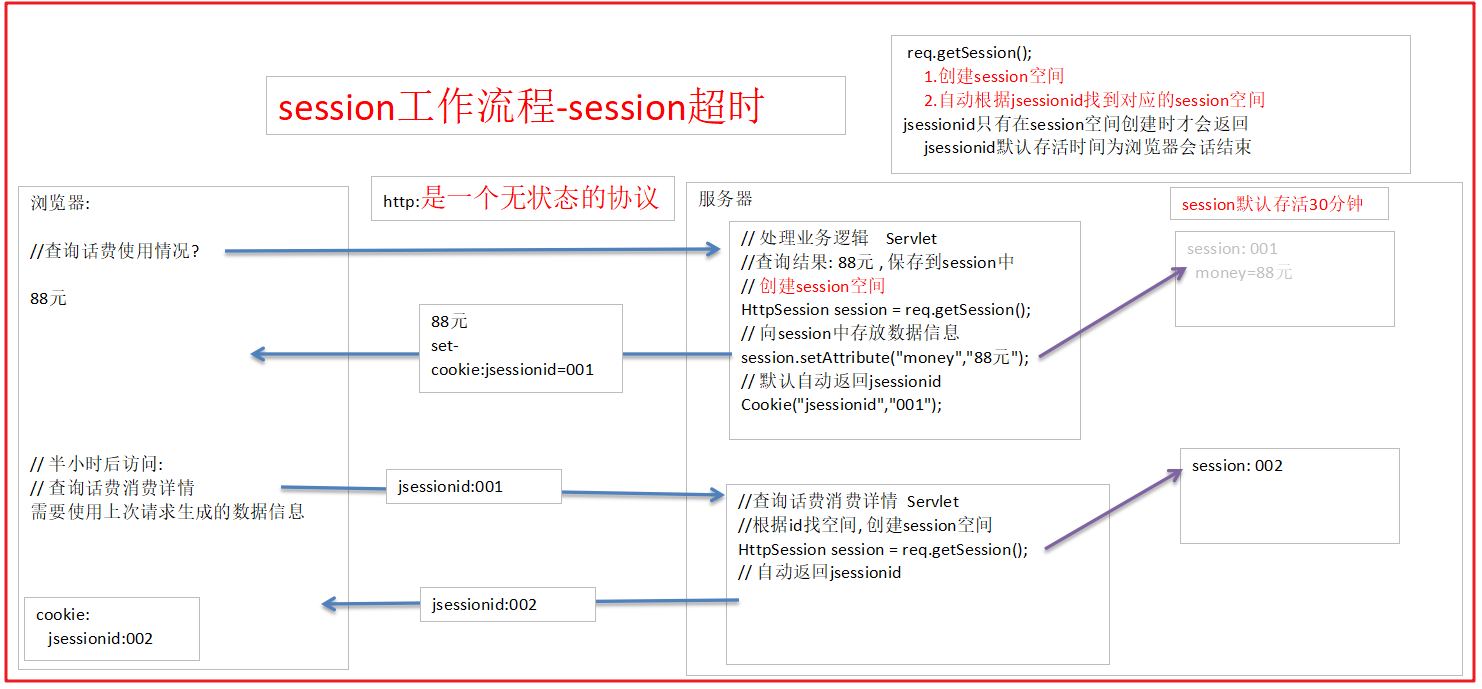 req.getSession();
1.创建session空间
2.自动根据jsessionid找到对应的session空间
jsessionid只有在session空间创建时才会返回
jsessionid默认存活时间为浏览器会话结束
session工作流程-session超时
http:是一个无状态的协议
浏览器:
//查询话费使用情况?
88元
// 半小时后访问:
// 查询话费消费详情
需要使用上次请求生成的数据信息
cookie:
jsessionid:002
88元
set-
cookie:jsessionid=001
jsessionid:001
jsessionid:002
服务器
// 处理业务逻辑 Servlet
//查询结果: 88元 , 保存到session中
// 创建session空间
HttpSession session = req.getSession();
// 向session中存放数据信息
session.setAttribute("money","88元");
// 默认自动返回jsessionid
Cookie("jsessionid","001");
//查询话费消费详情 Servlet
//根据id找空间, 创建session空间
HttpSession session = req.getSession();
// 自动返回jsessionid
session默认存活30分钟
session: 001
money=88元
session: 002